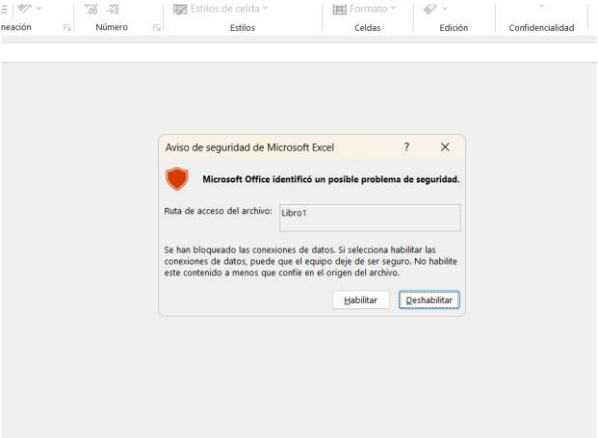 Estilos de celda
Formato
neación
Número
Estilos
Celdas
Edición
Confidencialidad
Aviso de seguridad de Microsoft Excel
?
Microsoft Office identificó un posible problema de seguridad.
Ruta de acceso del archivo:
Libro1
Se han bloqueado las conexiones de datos. Si selecciona habilitar las
conexiones de datos, puede que el equipo deje de ser seguro. No habilite
este contenido a menos que confíe en el origen del archivo.
Habilitar
Deshabilitar